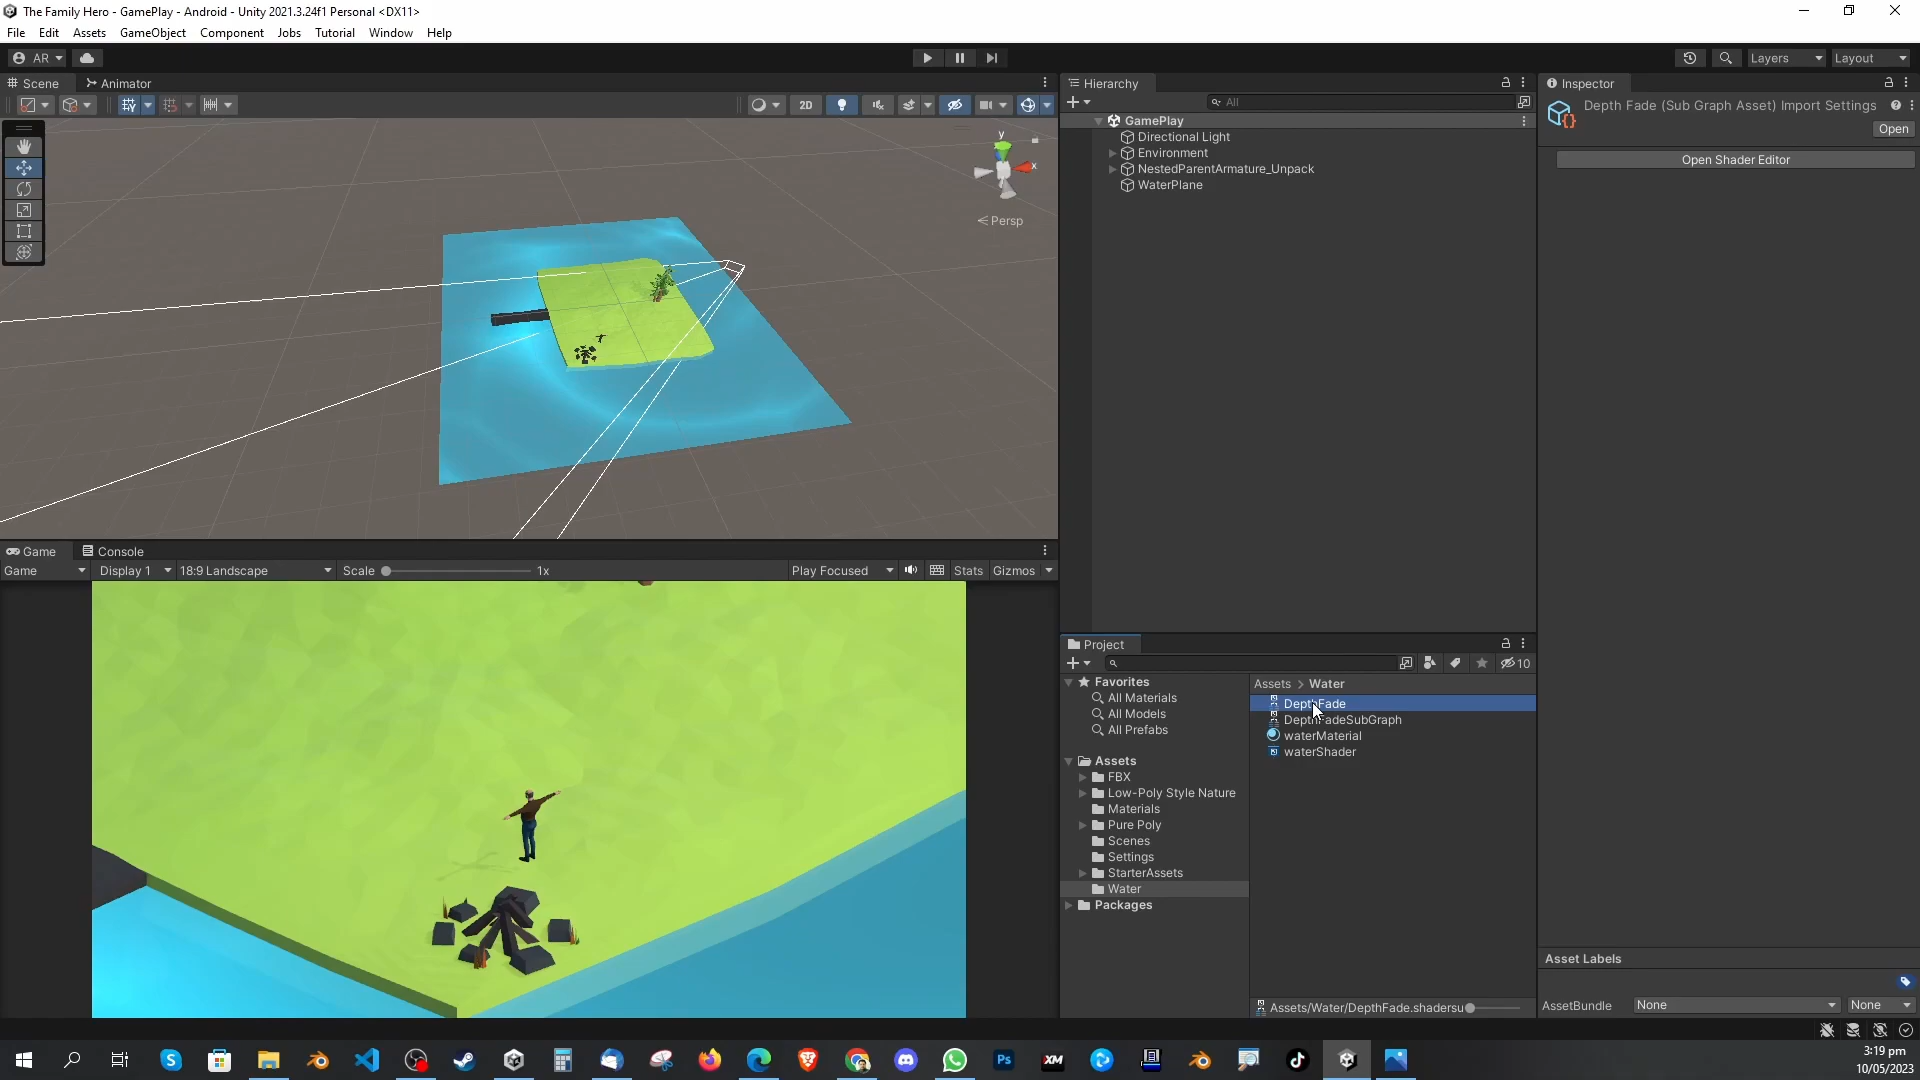 The Family Hero - GamePlay - Android - Unity 2021.3.24f1 Personal <DX11>
File Edit Assets GameObject Component Jobs Tutorial Window Help
AR Layers Layout
Scene Animator
2D
y
x
Persp
Game Console
Game Display 1 18:9 Landscape Scale 1x Play Focused Stats Gizmos
Hierarchy
All
GamePlay
Directional Light
Environment
NestedParentArmature_Unpack
WaterPlane
Project
10
Favorites
All Materials
All Models
All Prefabs
Assets
FBX
Low-Poly Style Nature
Materials
Pure Poly
Scenes
Settings
StarterAssets
Water
Packages
Assets > Water
DepthFade
DepthFadeSubGraph
waterMaterial
waterShader
Assets/Water/DepthFade.shadersu
Inspector
Depth Fade (Sub Graph Asset) Import Settings
Open
Open Shader Editor
Asset Labels
AssetBundle None None
Ps XM
3:19 pm
10/05/2023